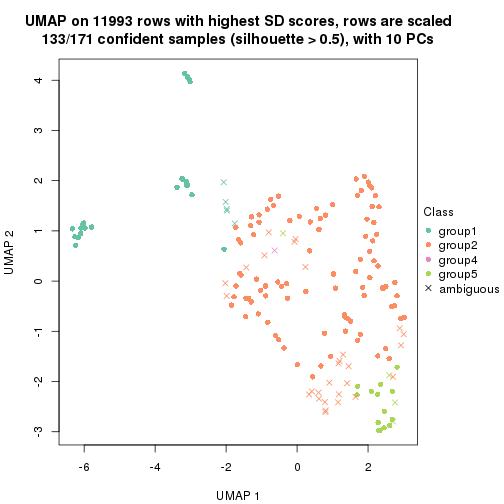 UMAP on 11993 rows with highest SD scores, rows are scaled
133/171 confident samples (silhouette > 0.5), with 10 PCs
4
3
2
1
0
-1
-2
-3
UMAP 2
-6
-4
-2
0
2
UMAP 1
Class
group1
group2
group4
group5
ambiguous